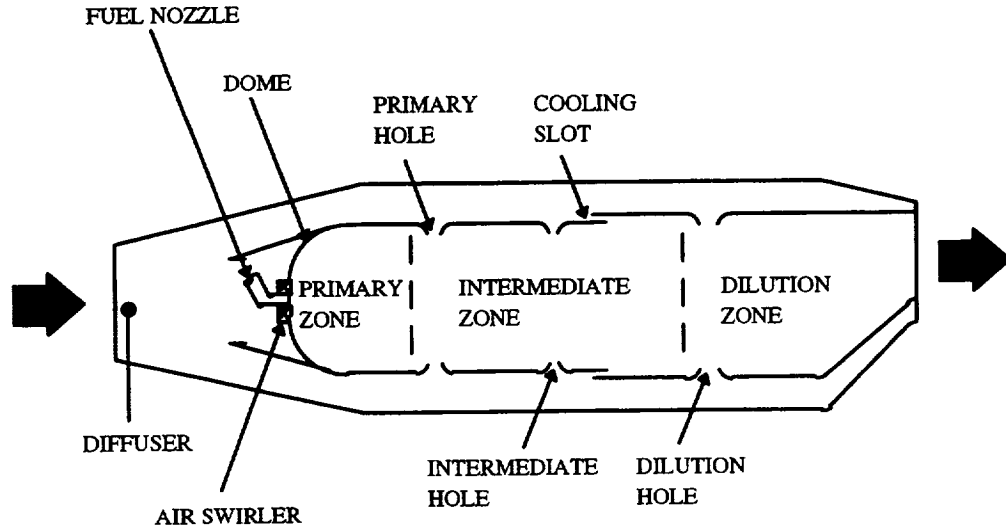 FUEL NOZZLE
DOME
PRIMARY
HOLE
COOLING
SLOT
PRIMARY
ZONE
INTERMEDIATE
ZONE
DILUTION
ZONE
DIFFUSER
AIR SWIRLER
INTERMEDIATE
HOLE
DILUTION
HOLE